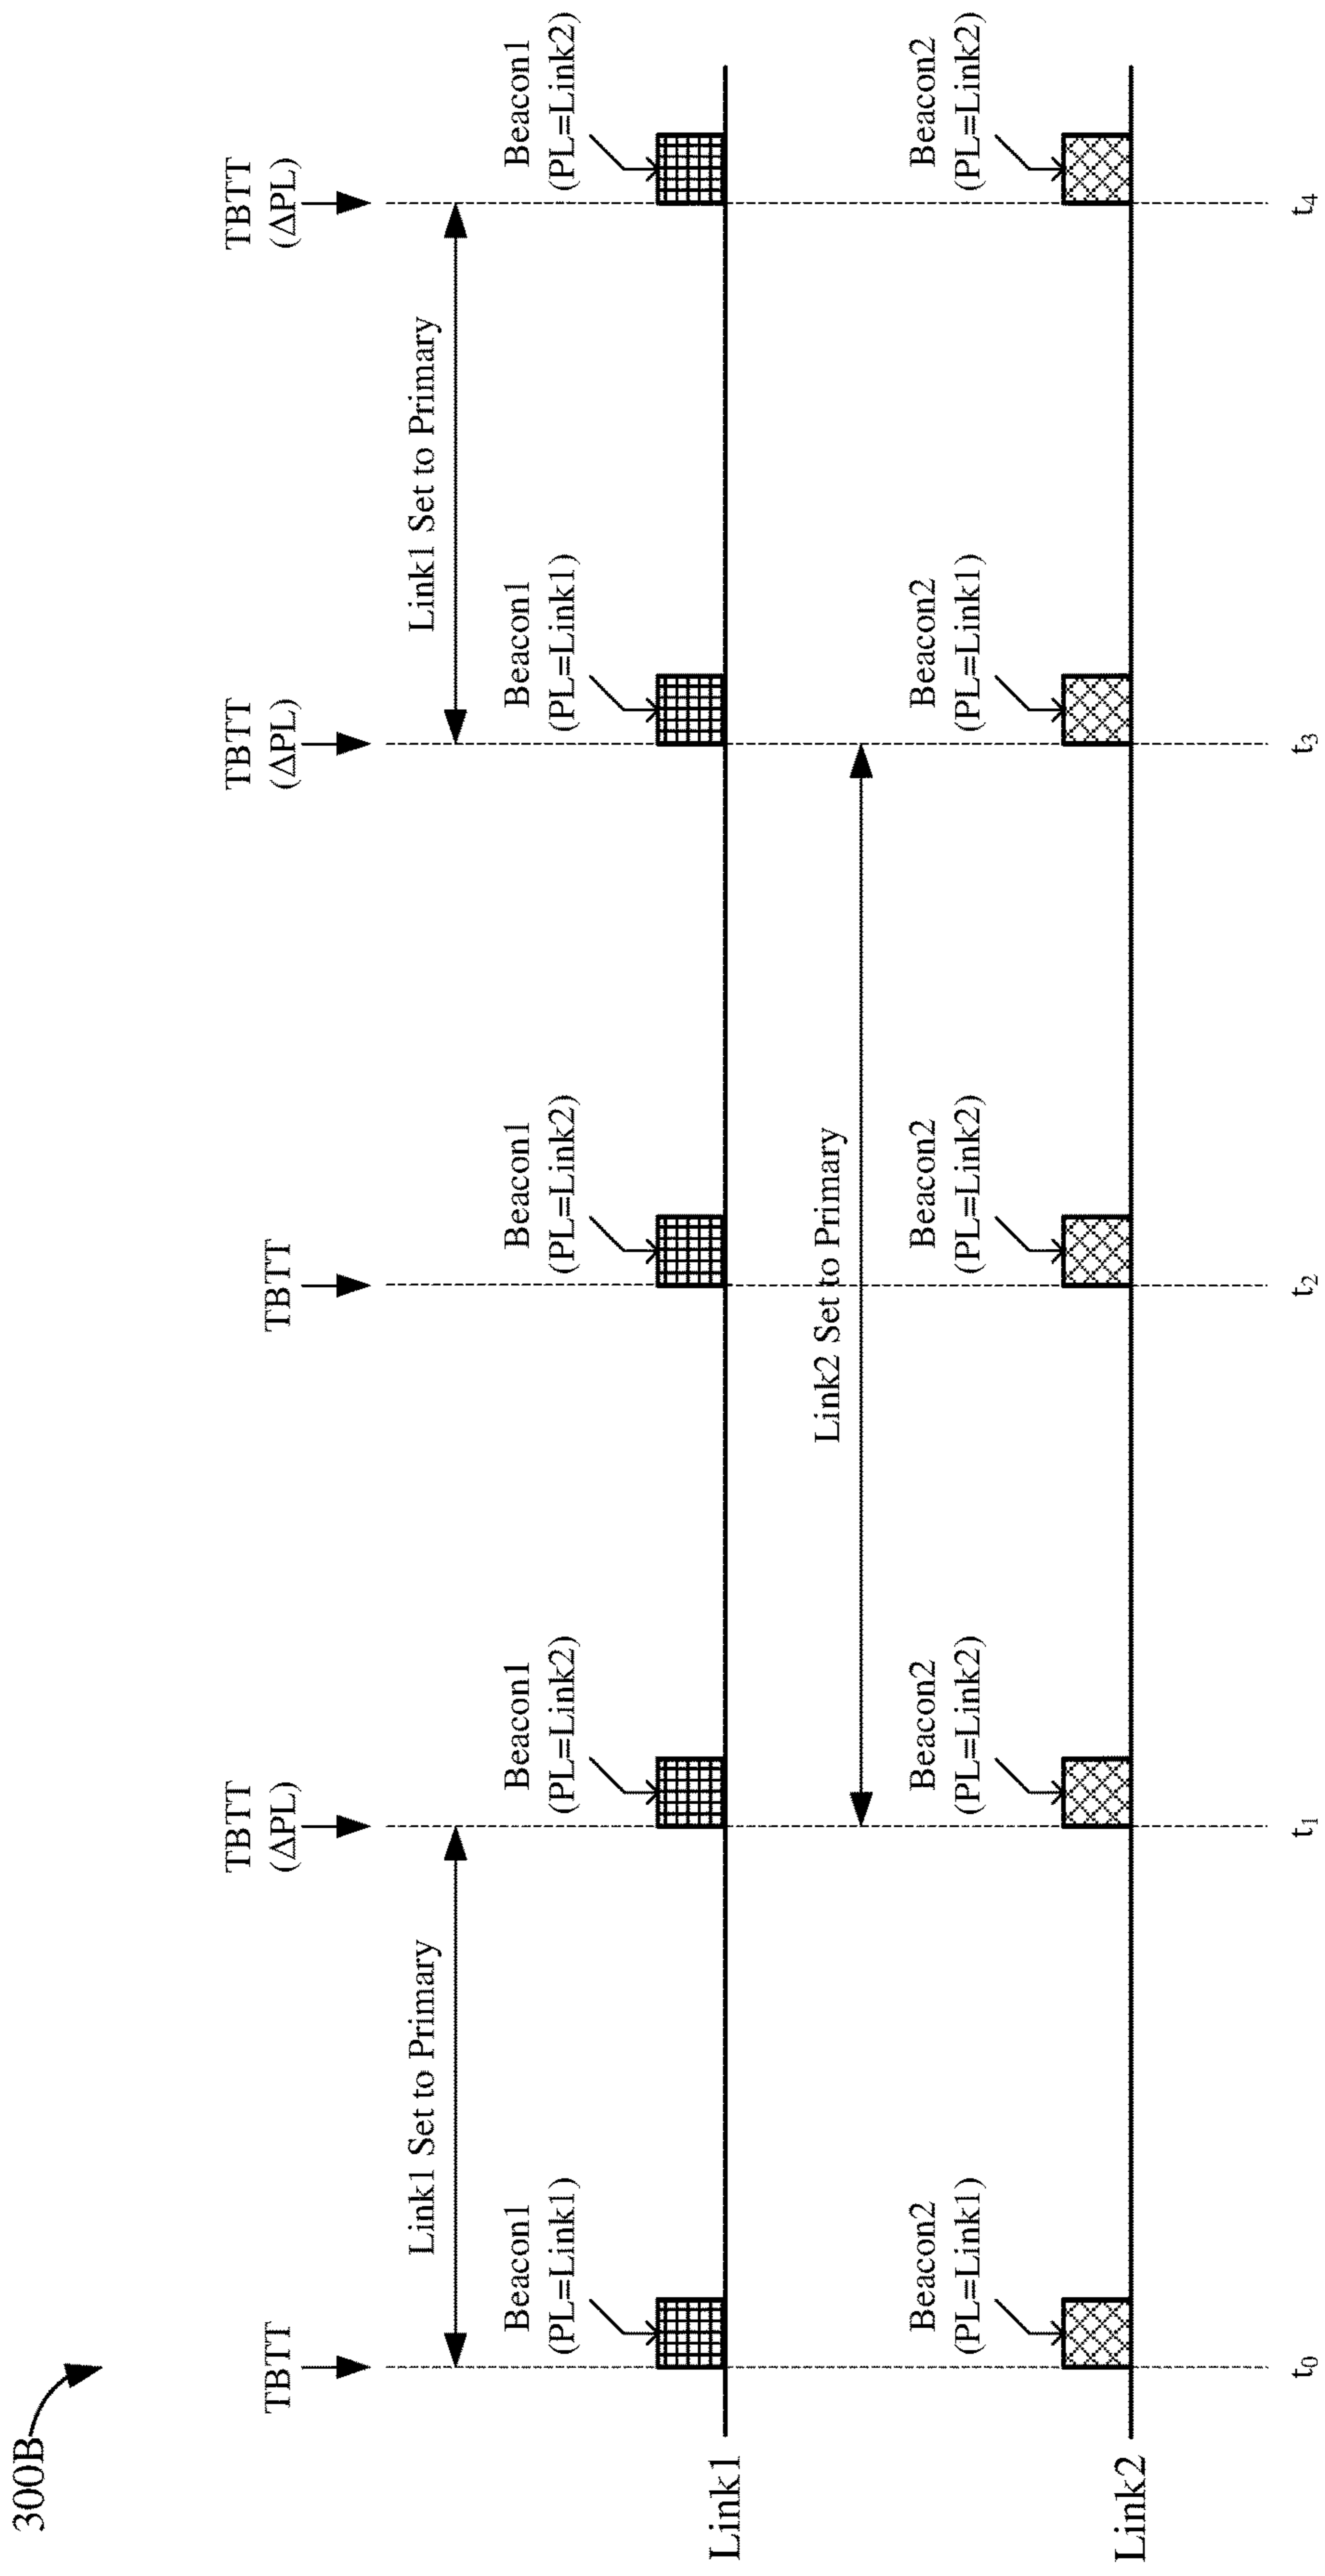 300B
TBTT
TBTT
(ΔPL)
TBTT
TBTT
(ΔPL)
TBTT
(ΔPL)
Link1 Set to Primary
Link1 Set to Primary
Beacon1
(PL=Link1)
Beacon1
(PL=Link2)
Beacon1
(PL=Link2)
Beacon1
(PL=Link1)
Beacon1
(PL=Link2)
Link1
Link2 Set to Primary
Beacon2
(PL=Link1)
Beacon2
(PL=Link2)
Beacon2
(PL=Link2)
Beacon2
(PL=Link1)
Beacon2
(PL=Link2)
Link2
t0
t1
t2
t3
t4